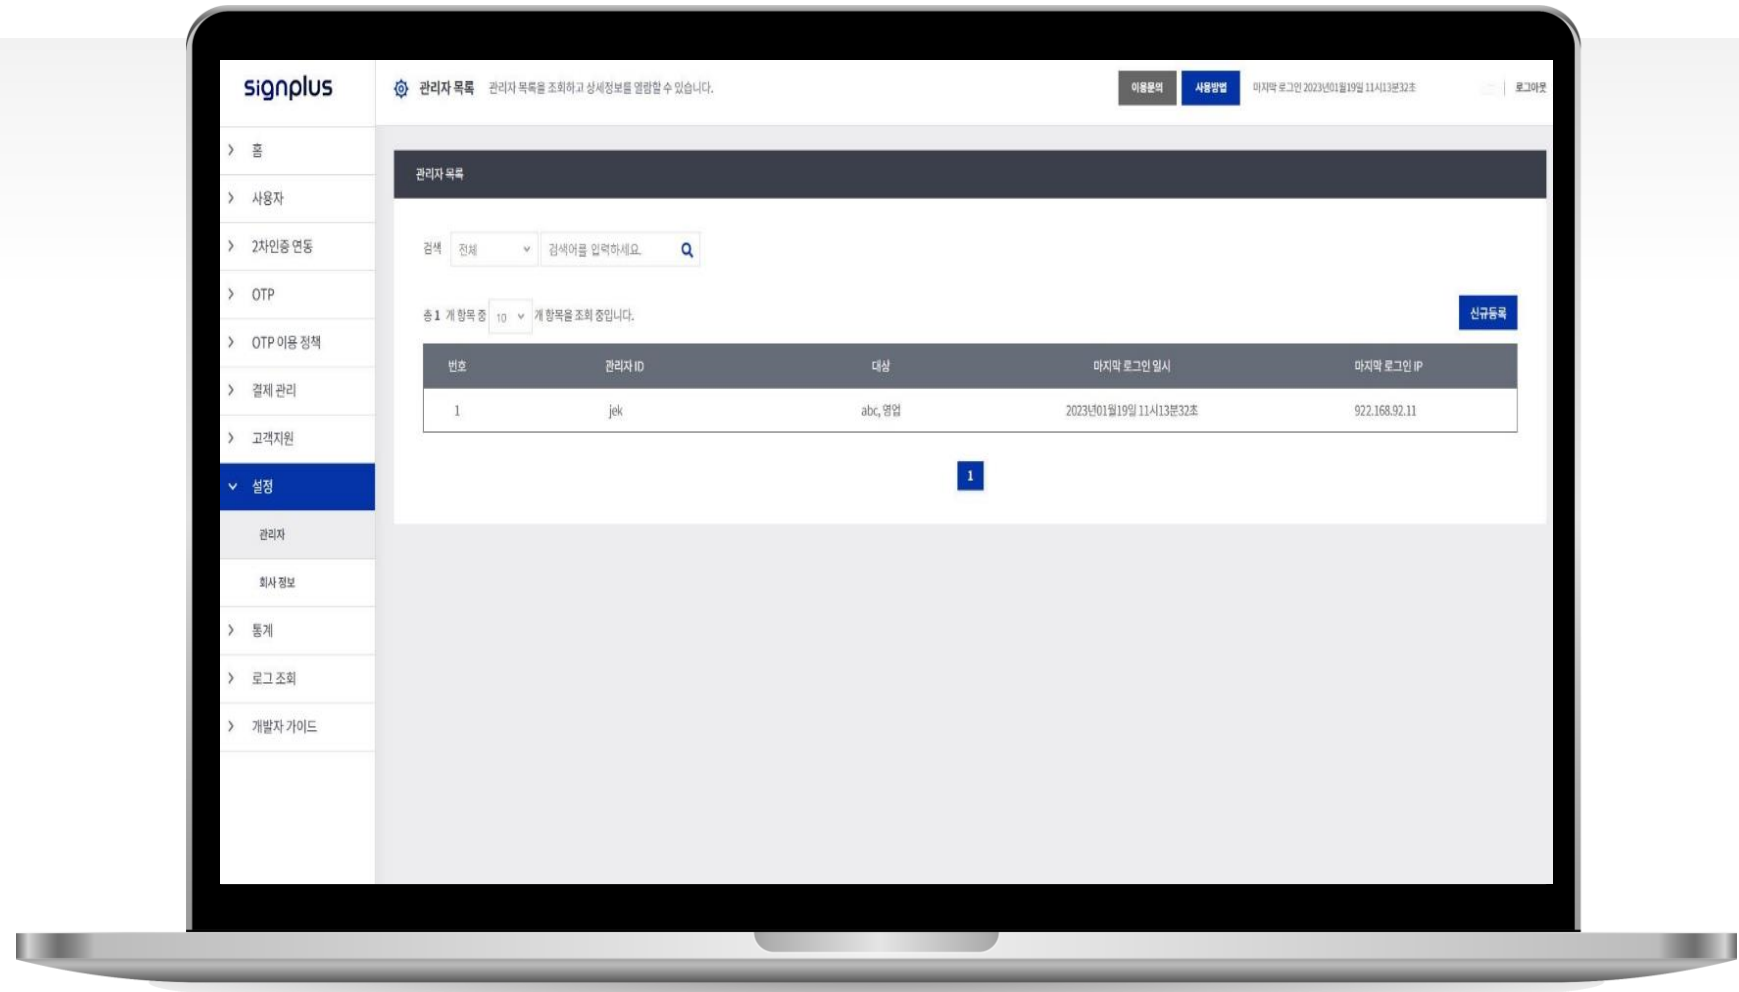 signplus
관리자 목록 관리자 목록을 조회하고 상세정보를 열람할 수 있습니다.
이용문의 사용방법 마지막 로그인 2023년01월19일 11시13분32초 로그아웃
홈
사용자
2차인증 연동
OTP
OTP 이용 정책
결제 관리
고객지원
설정
관리자
회사 정보
통계
로그 조회
개발자 가이드
관리자 목록
검색 전체 검색어를 입력하세요.
총 1 개 항목 중 10 개 항목을 조회 중입니다.
신규등록
번호 관리자 ID 대상 마지막 로그인 일시 마지막 로그인 IP
1 jek abc, 영업 2023년01월19일 11시13분32초 922.168.92.11
1